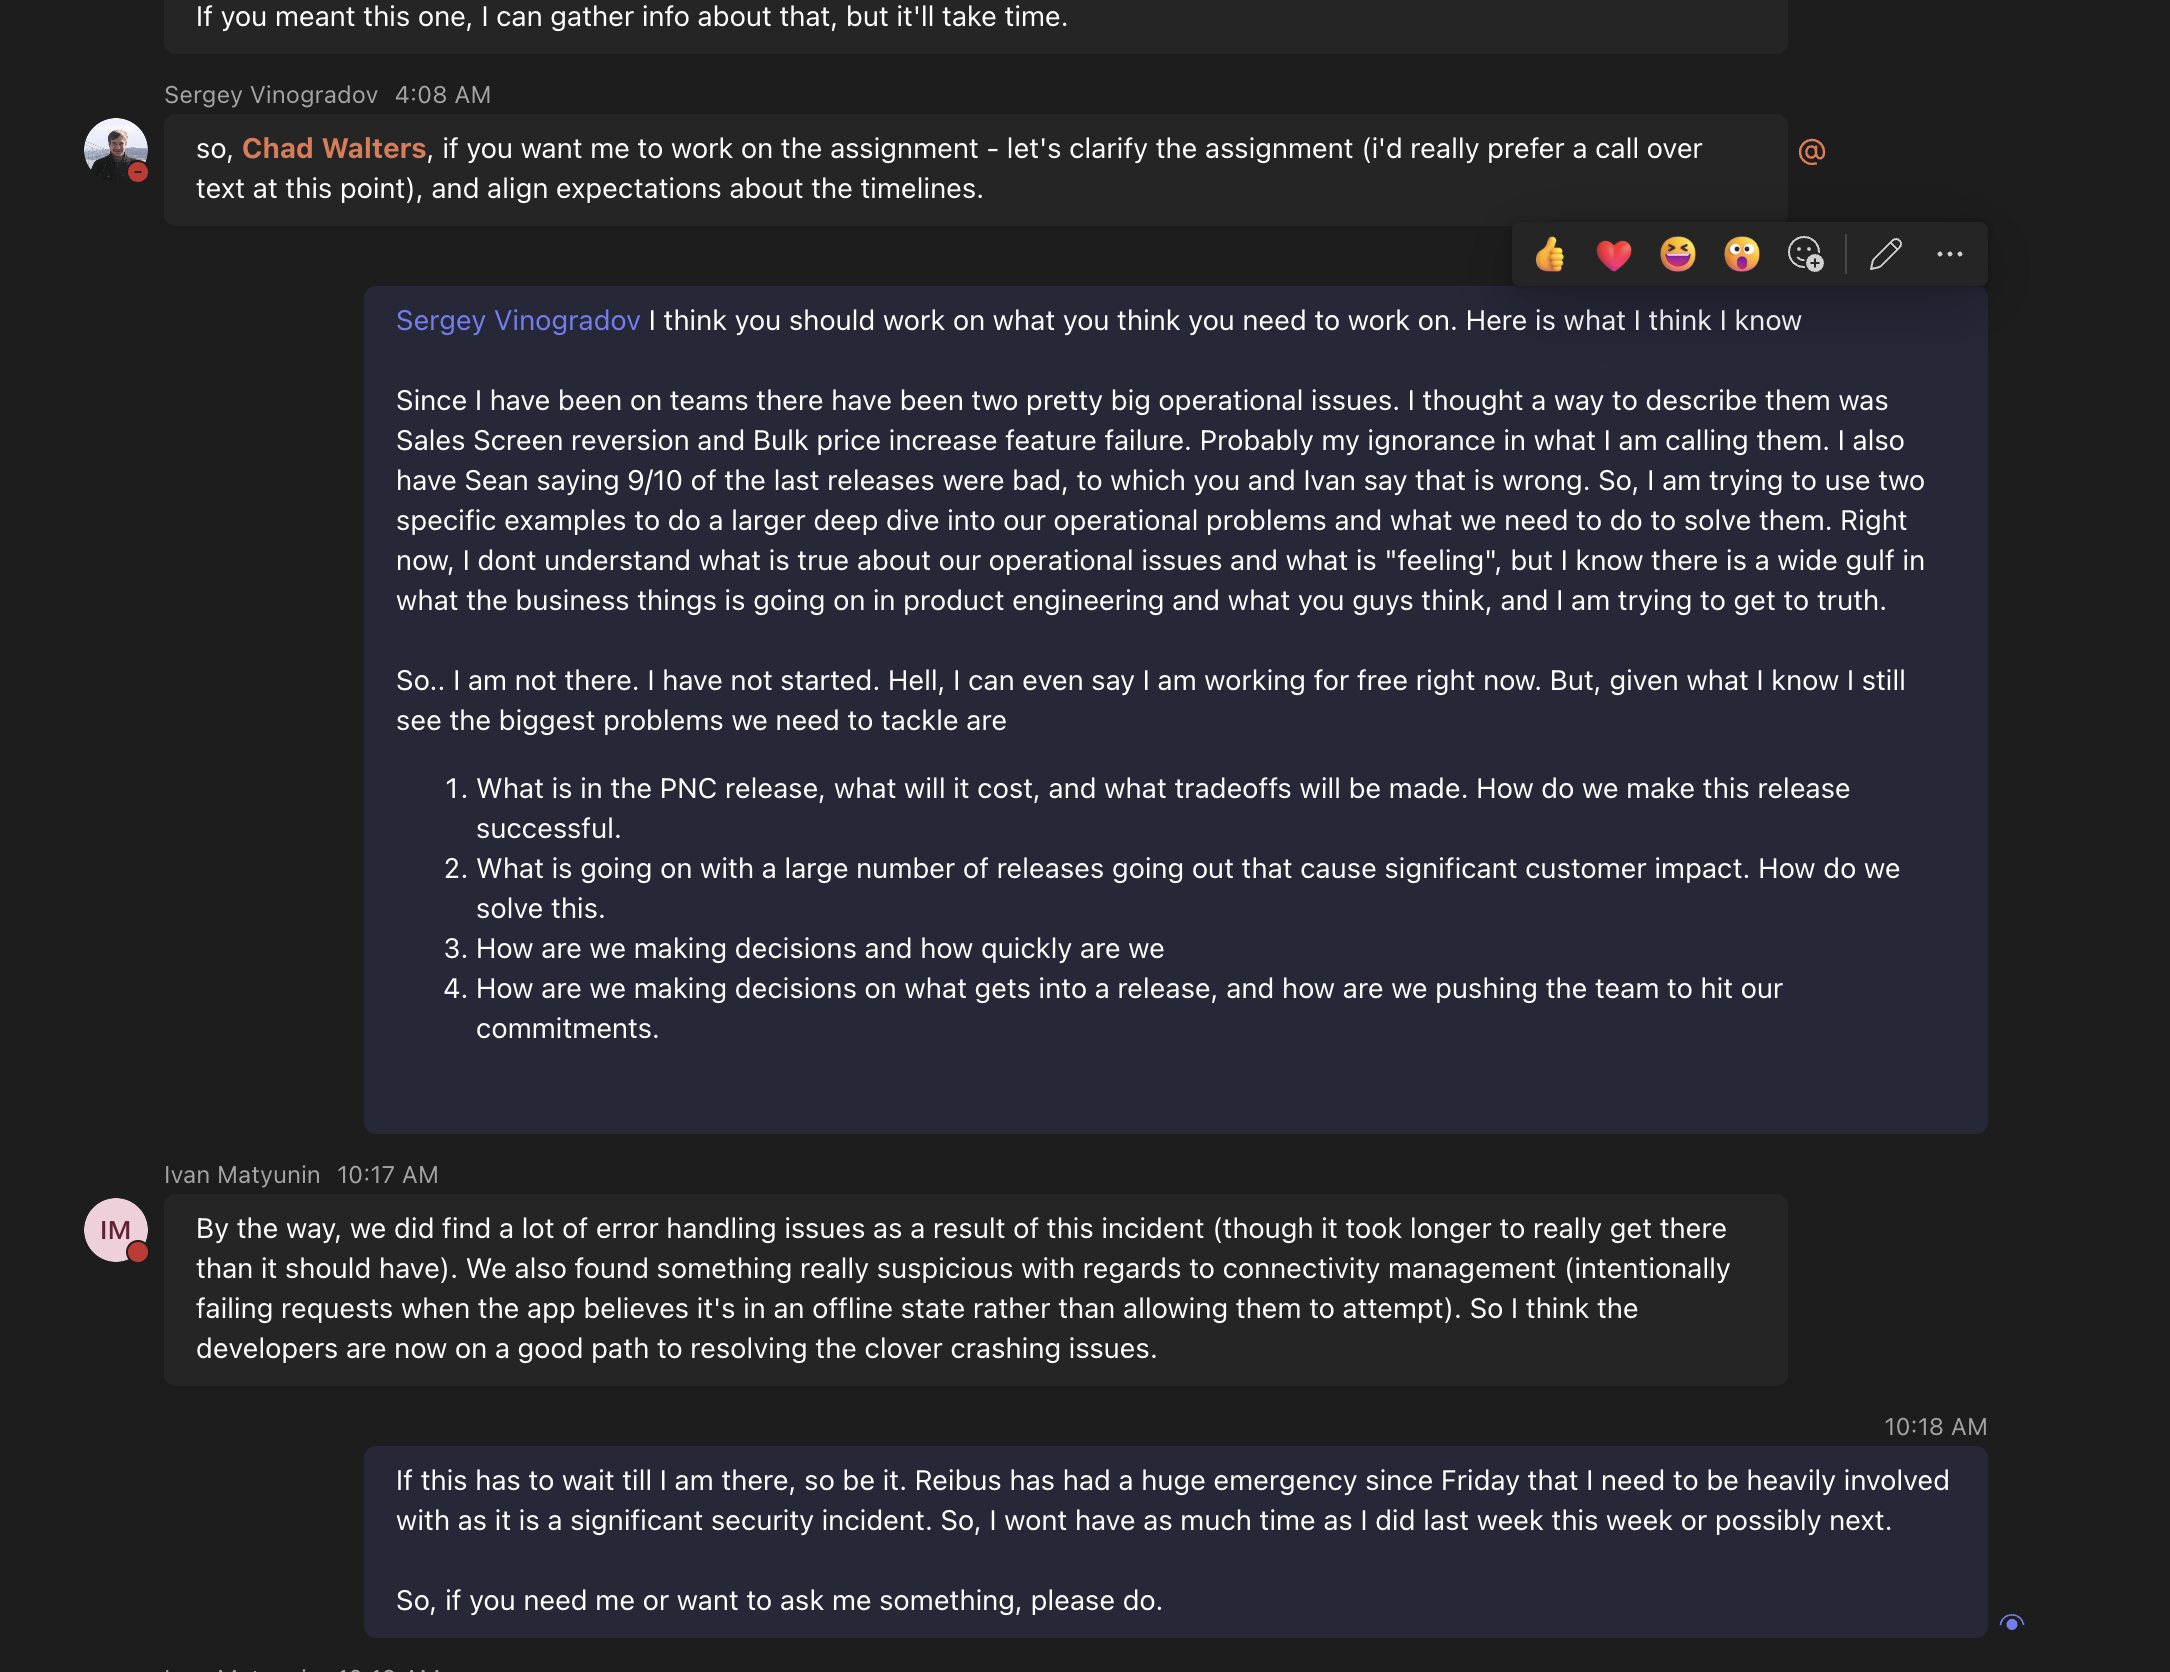 If you meant this one, I can gather info about that, but it'll take time.
Sergey Vinogradov 4:08 AM
so, Chad Walters, if you want me to work on the assignment - let's clarify the assignment (i'd really prefer a call over
text at this point), and align expectations about the timelines.
@
Sergey Vinogradov I think you should work on what you think you need to work on. Here is what I think I know
Since I have been on teams there have been two pretty big operational issues. I thought a way to describe them was
Sales Screen reversion and Bulk price increase feature failure. Probably my ignorance in what I am calling them. I also
have Sean saying 9/10 of the last releases were bad, to which you and Ivan say that is wrong. So, I am trying to use two
specific examples to do a larger deep dive into our operational problems and what we need to do to solve them. Right
now, I dont understand what is true about our operational issues and what is "feeling", but I know there is a wide gulf in
what the business things is going on in product engineering and what you guys think, and I am trying to get to truth.
So.. I am not there. I have not started. Hell, I can even say I am working for free right now. But, given what I know I still
see the biggest problems we need to tackle are
1. What is in the PNC release, what will it cost, and what tradeoffs will be made. How do we make this release
successful.
2. What is going on with a large number of releases going out that cause significant customer impact. How do we
solve this.
3. How are we making decisions and how quickly are we
4. How are we making decisions on what gets into a release, and how are we pushing the team to hit our
commitments.
Ivan Matyunin 10:17 AM
IM
By the way, we did find a lot of error handling issues as a result of this incident (though it took longer to really get there
than it should have). We also found something really suspicious with regards to connectivity management (intentionally
failing requests when the app believes it's in an offline state rather than allowing them to attempt). So I think the
developers are now on a good path to resolving the clover crashing issues.
10:18 AM
If this has to wait till I am there, so be it. Reibus has had a huge emergency since Friday that I need to be heavily involved
with as it is a significant security incident. So, I wont have as much time as I did last week this week or possibly next.
So, if you need me or want to ask me something, please do.